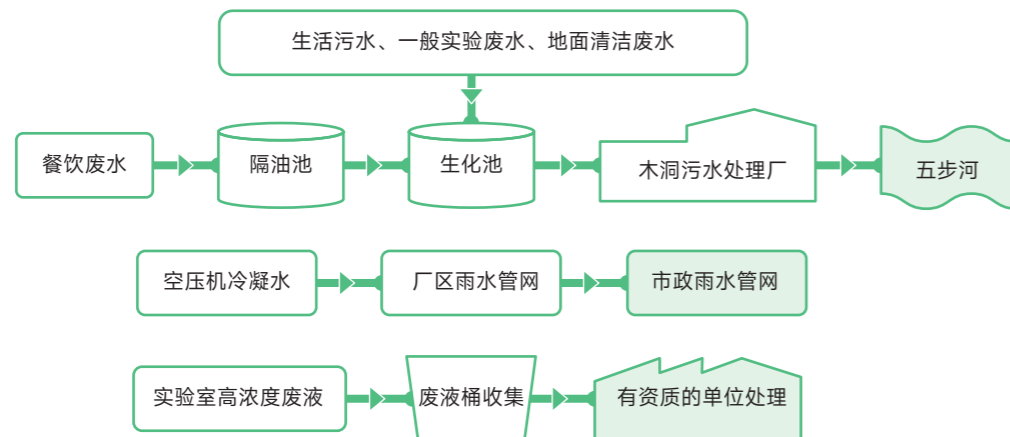 生活污水、一般实验废水、地面清洁废水
餐饮废水
隔油池
生化池
木洞污水处理厂
五步河
空压机冷凝水
厂区雨水管网
市政雨水管网
实验室高浓度废液
废液桶收集
有资质的单位处理